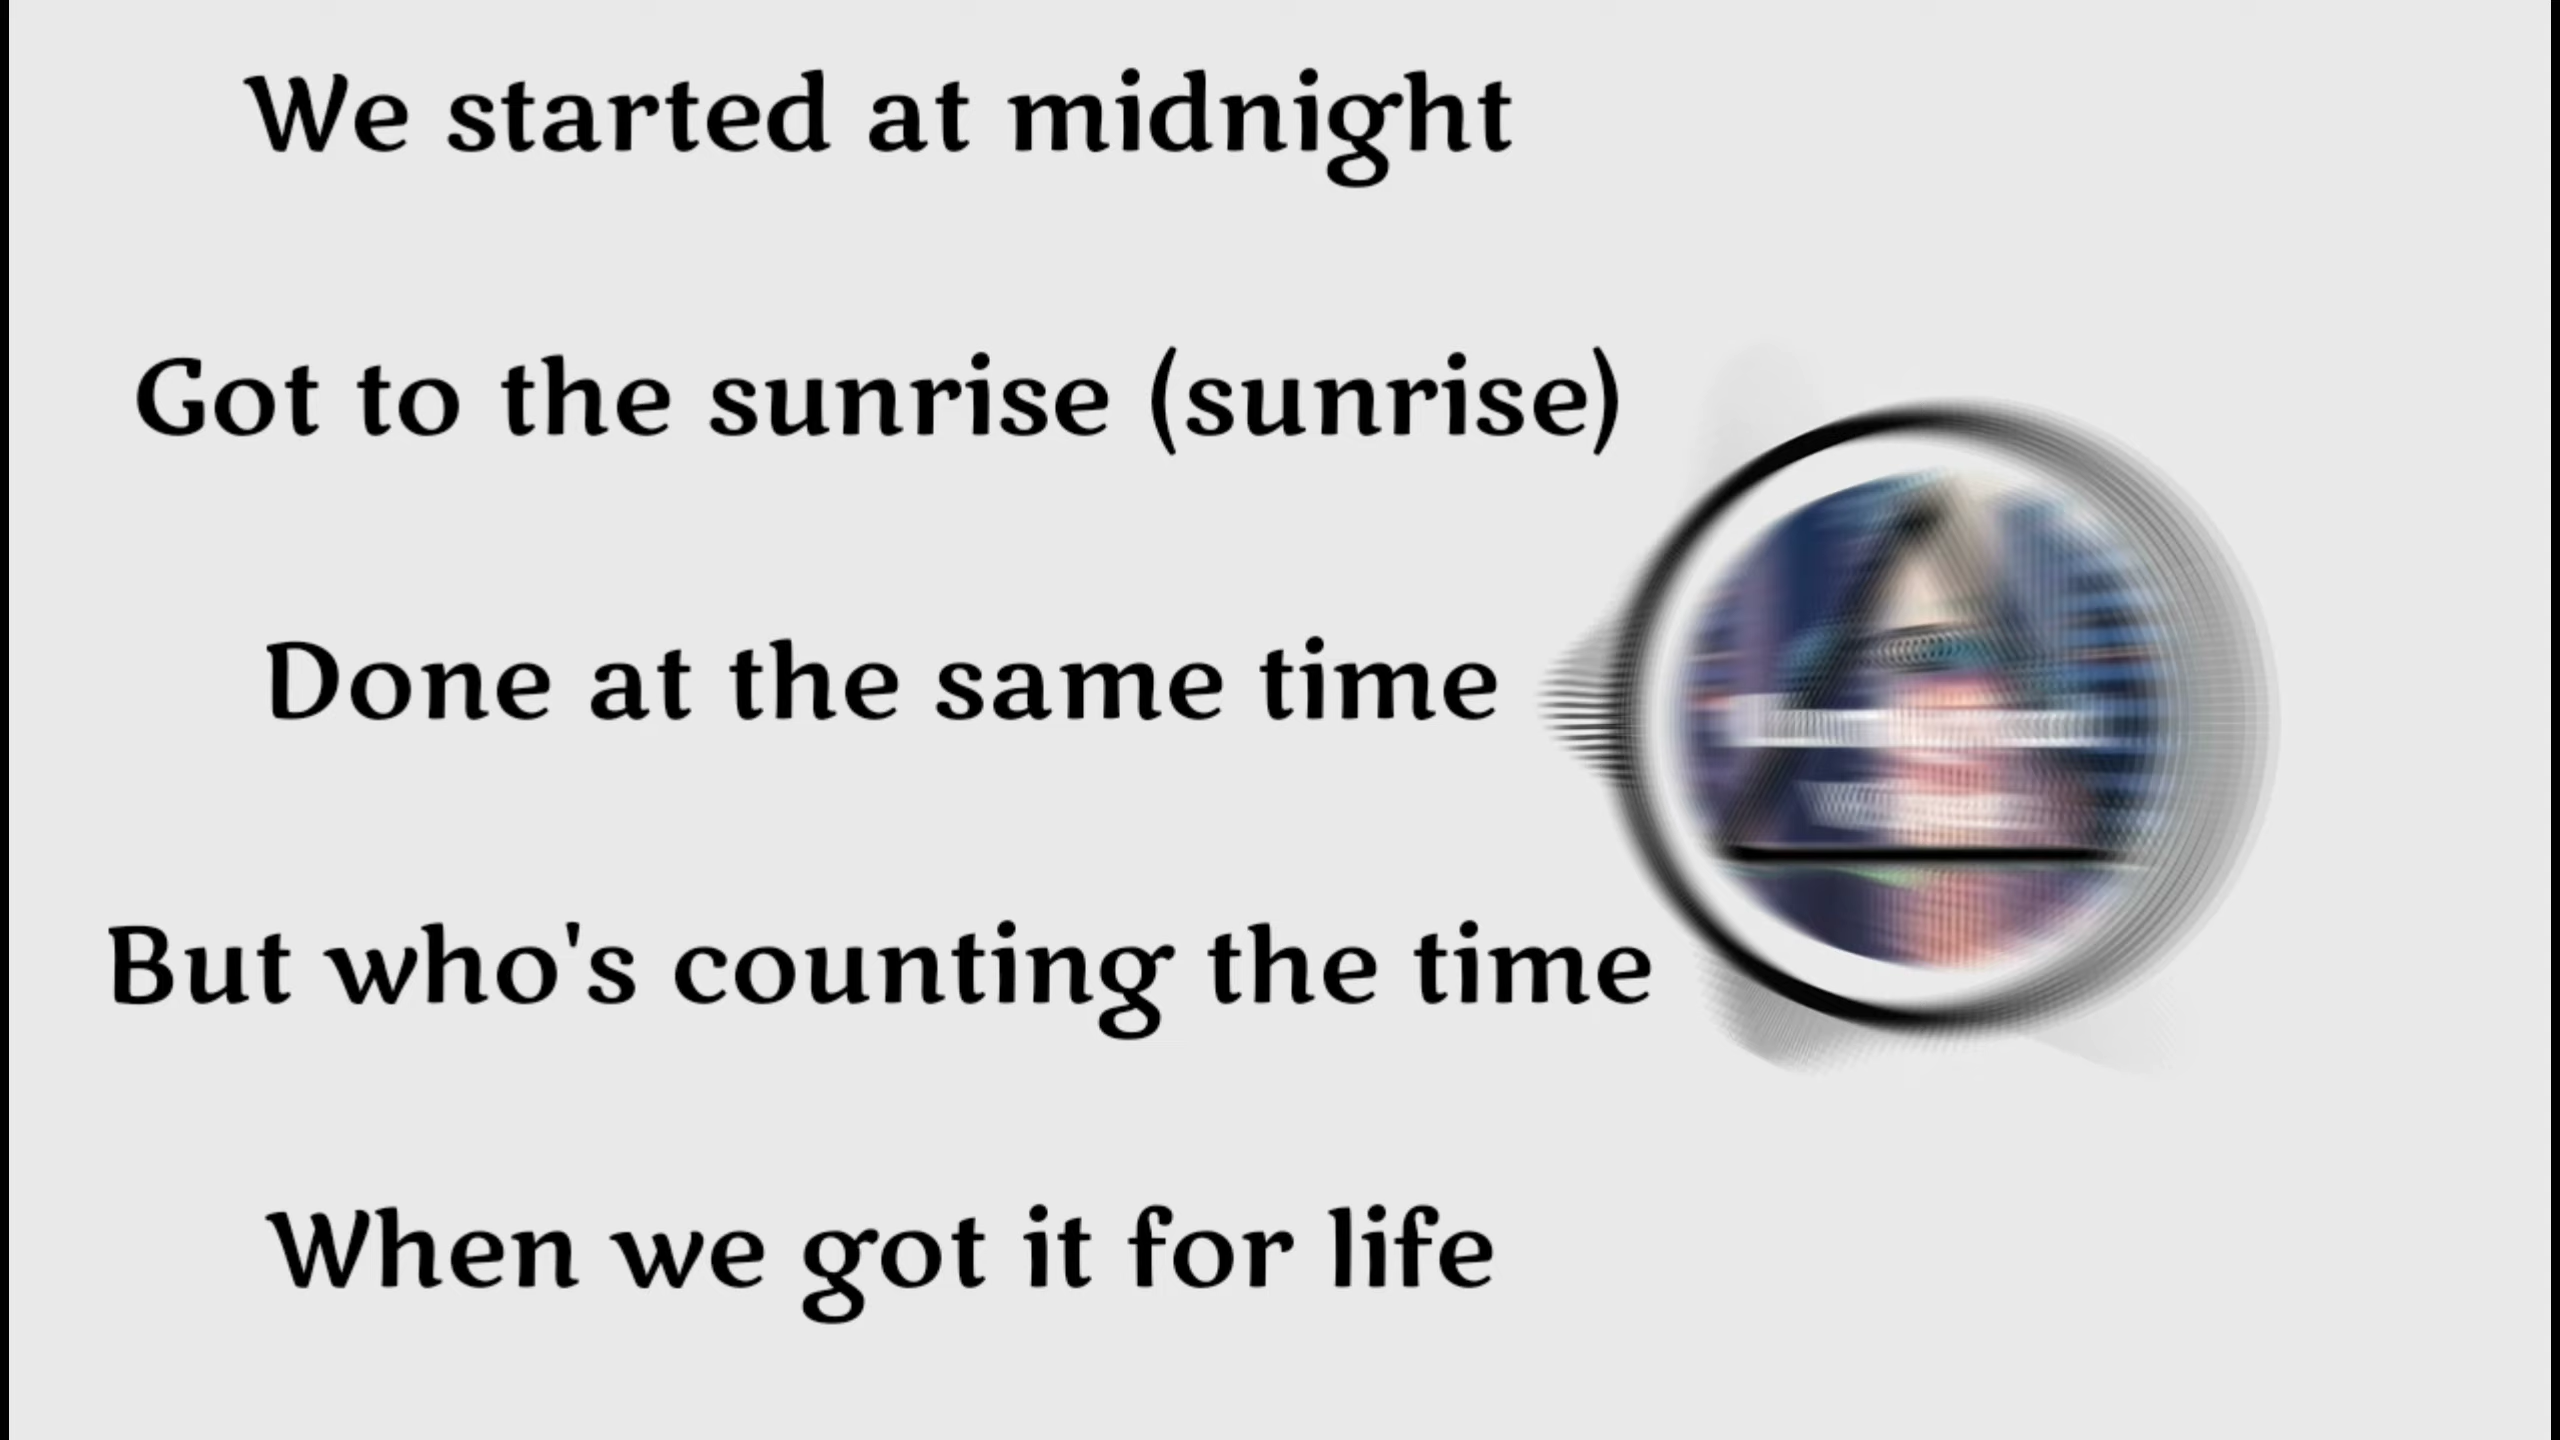 We started at midnight
Got to the sunrise (sunrise)
Done at the same time
But who's counting the time
When we got it for life